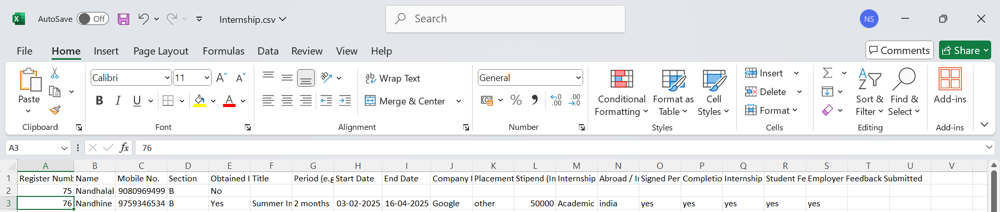 AutoSave Off Internship.csv Search NS
File Home Insert Page Layout Formulas Data Review View Help Comments Share
Calibri 11 Wrap Text General Insert
Paste Conditional Formatting Format as Table Cell Styles Delete Sort & Filter Find & Select Add-ins
B I U A Merge & Center % Format
Clipboard Font Alignment Number Styles Cells Editing Add-ins
A3 fx 76
A B C D E F G H I J K L M N O P Q R S T U V
1 Register Numb Name Mobile No. Section Obtained I Title Period (e.g Start Date End Date Company I Placement Stipend (In Internship Abroad / In Signed Per Completio Internship Student Fe Employer Feedback Submitted
2 75 Nandhalal 9080969499 B No
3 76 Nandhine 9759346534 B Yes Summer In 2 months 03-02-2025 16-04-2025 Google other 50000 Academic india yes yes yes yes yes